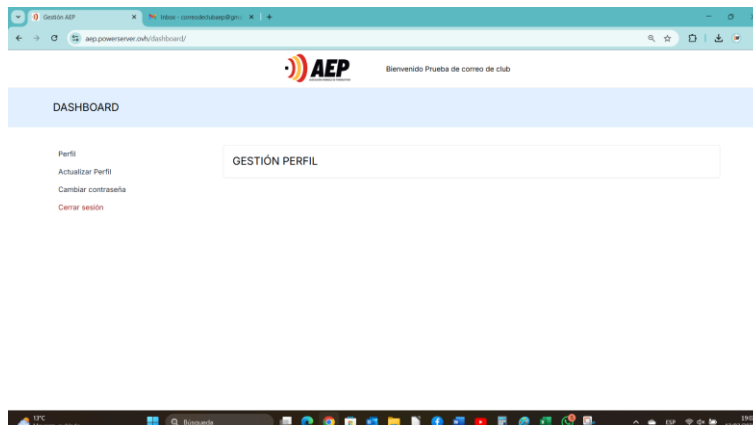 Gestión AEP
Inbox - correodeclubaep@gm
aep.powerserver.ovh/dashboard/
AEP
Bienvenido Prueba de correo de club
DASHBOARD
Perfil
Actualizar Perfil
Cambiar contraseña
Cerrar sesión
GESTIÓN PERFIL
13°C
Búsqueda
ESP